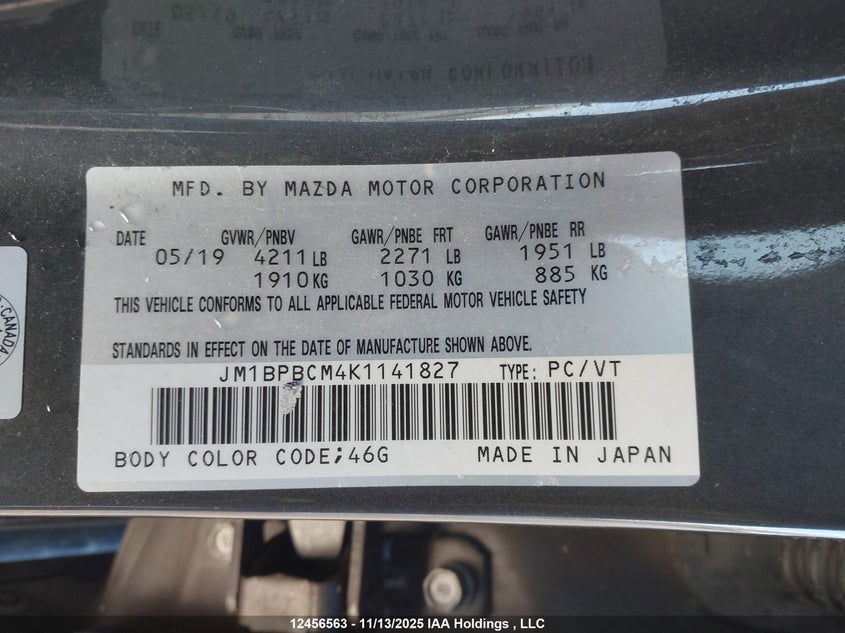 MFD. BY MAZDA MOTOR CORPORATION
DATE GVWR/PNBV GAWR/PNBE FRT GAWR/PNBE RR
05/19 4211 LB 2271 LB 1951 LB
1910 KG 1030 KG 885 KG
THIS VEHICLE CONFORMS TO ALL APPLICABLE FEDERAL MOTOR VEHICLE SAFETY
STANDARDS IN EFFECT ON THE DATE OF MANUFACTURE SHOWN ABOVE.
JM1BPBCM4K1141827 TYPE: PC/VT
BODY COLOR CODE;46G MADE IN JAPAN
CANADA
12456563 - 11/13/2025 IAA Holdings , LLC